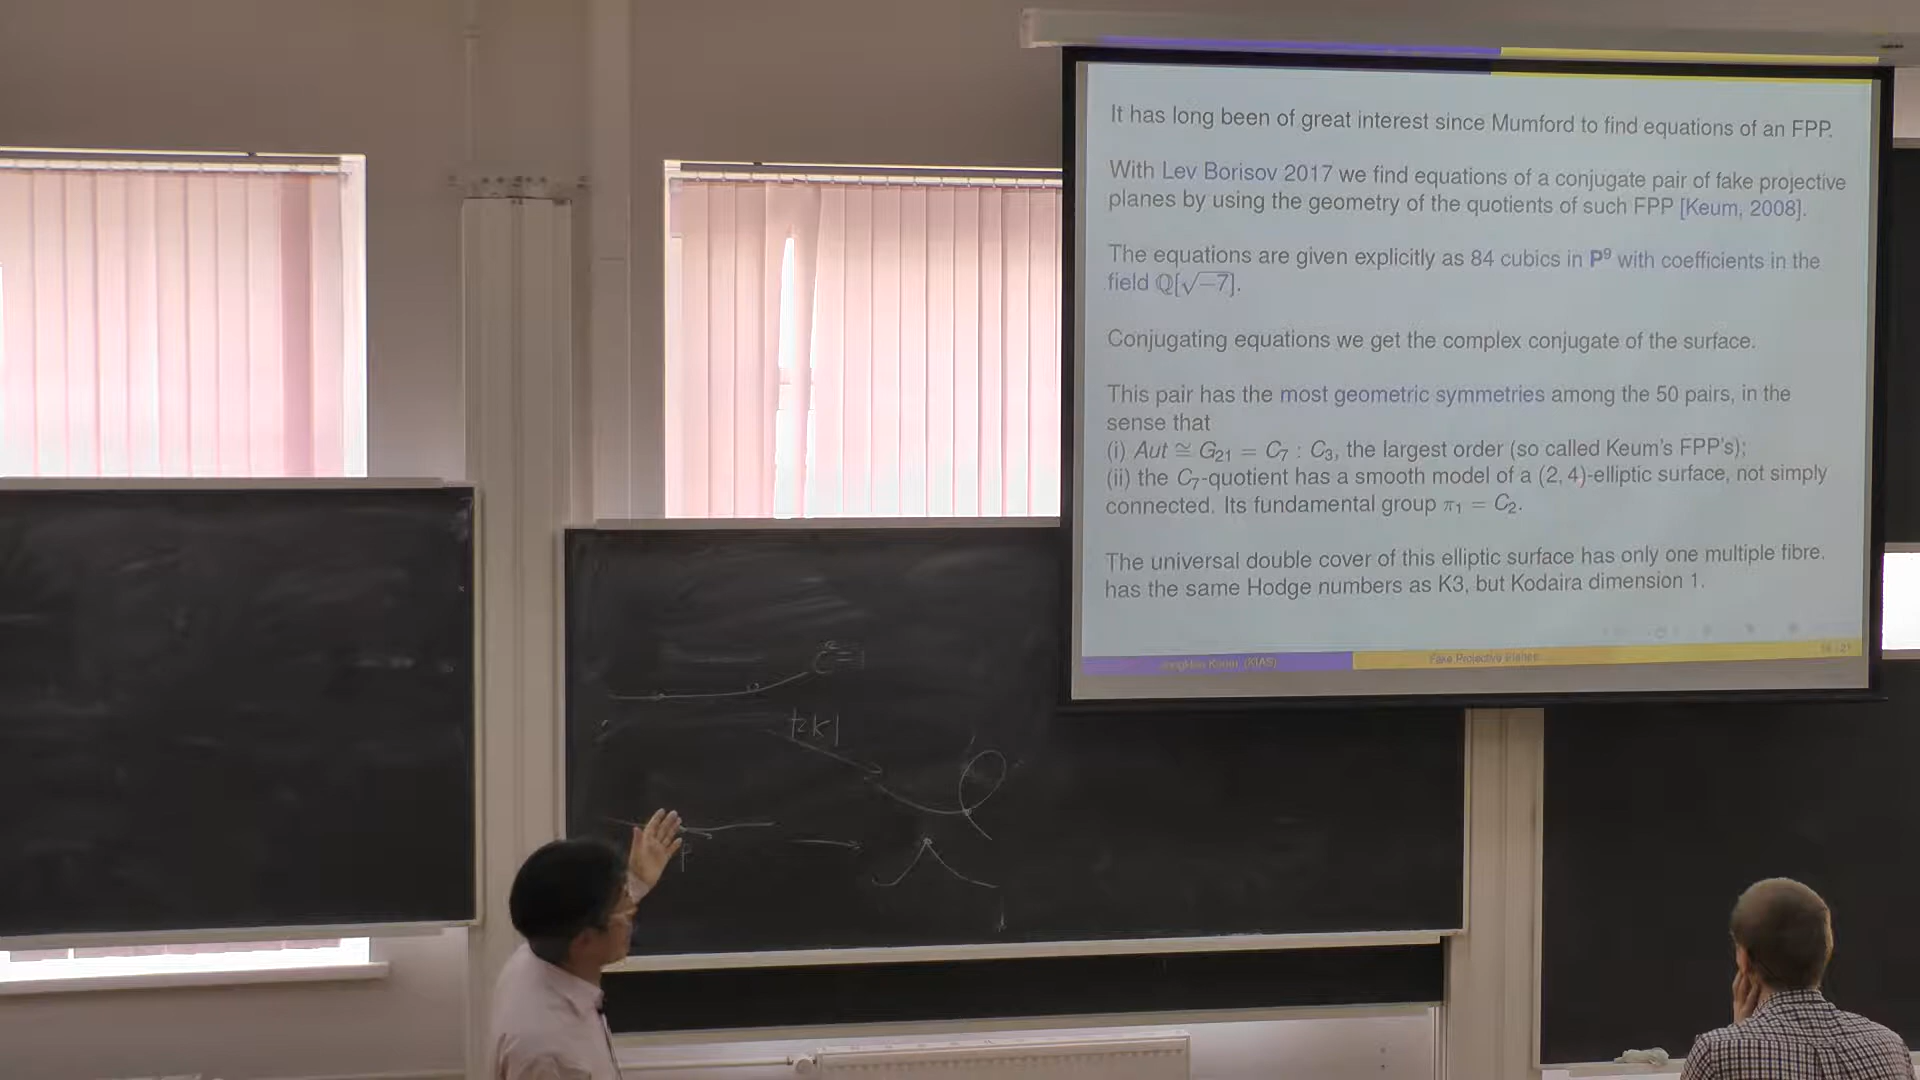 It has long been of great interest since Mumford to find equations of an FPP.
With Lev Borisov 2017 we find equations of a conjugate pair of fake projective
planes by using the geometry of the quotients of such FPP [Keum, 2008].
The equations are given explicitly as 84 cubics in P⁹ with coefficients in the
field ℚ[√−7].
Conjugating equations we get the complex conjugate of the surface.
This pair has the most geometric symmetries among the 50 pairs, in the
sense that
(i) Aut ≅ G₂₁ = C₇ : C₃, the largest order (so called Keum's FPP's);
(ii) the C₇-quotient has a smooth model of a (2, 4)-elliptic surface, not simply
connected. Its fundamental group π₁ = C₂.
The universal double cover of this elliptic surface has only one multiple fibre,
has the same Hodge numbers as K3, but Kodaira dimension 1.
(KIAS)
Fake Projective Planes
|2K|
P